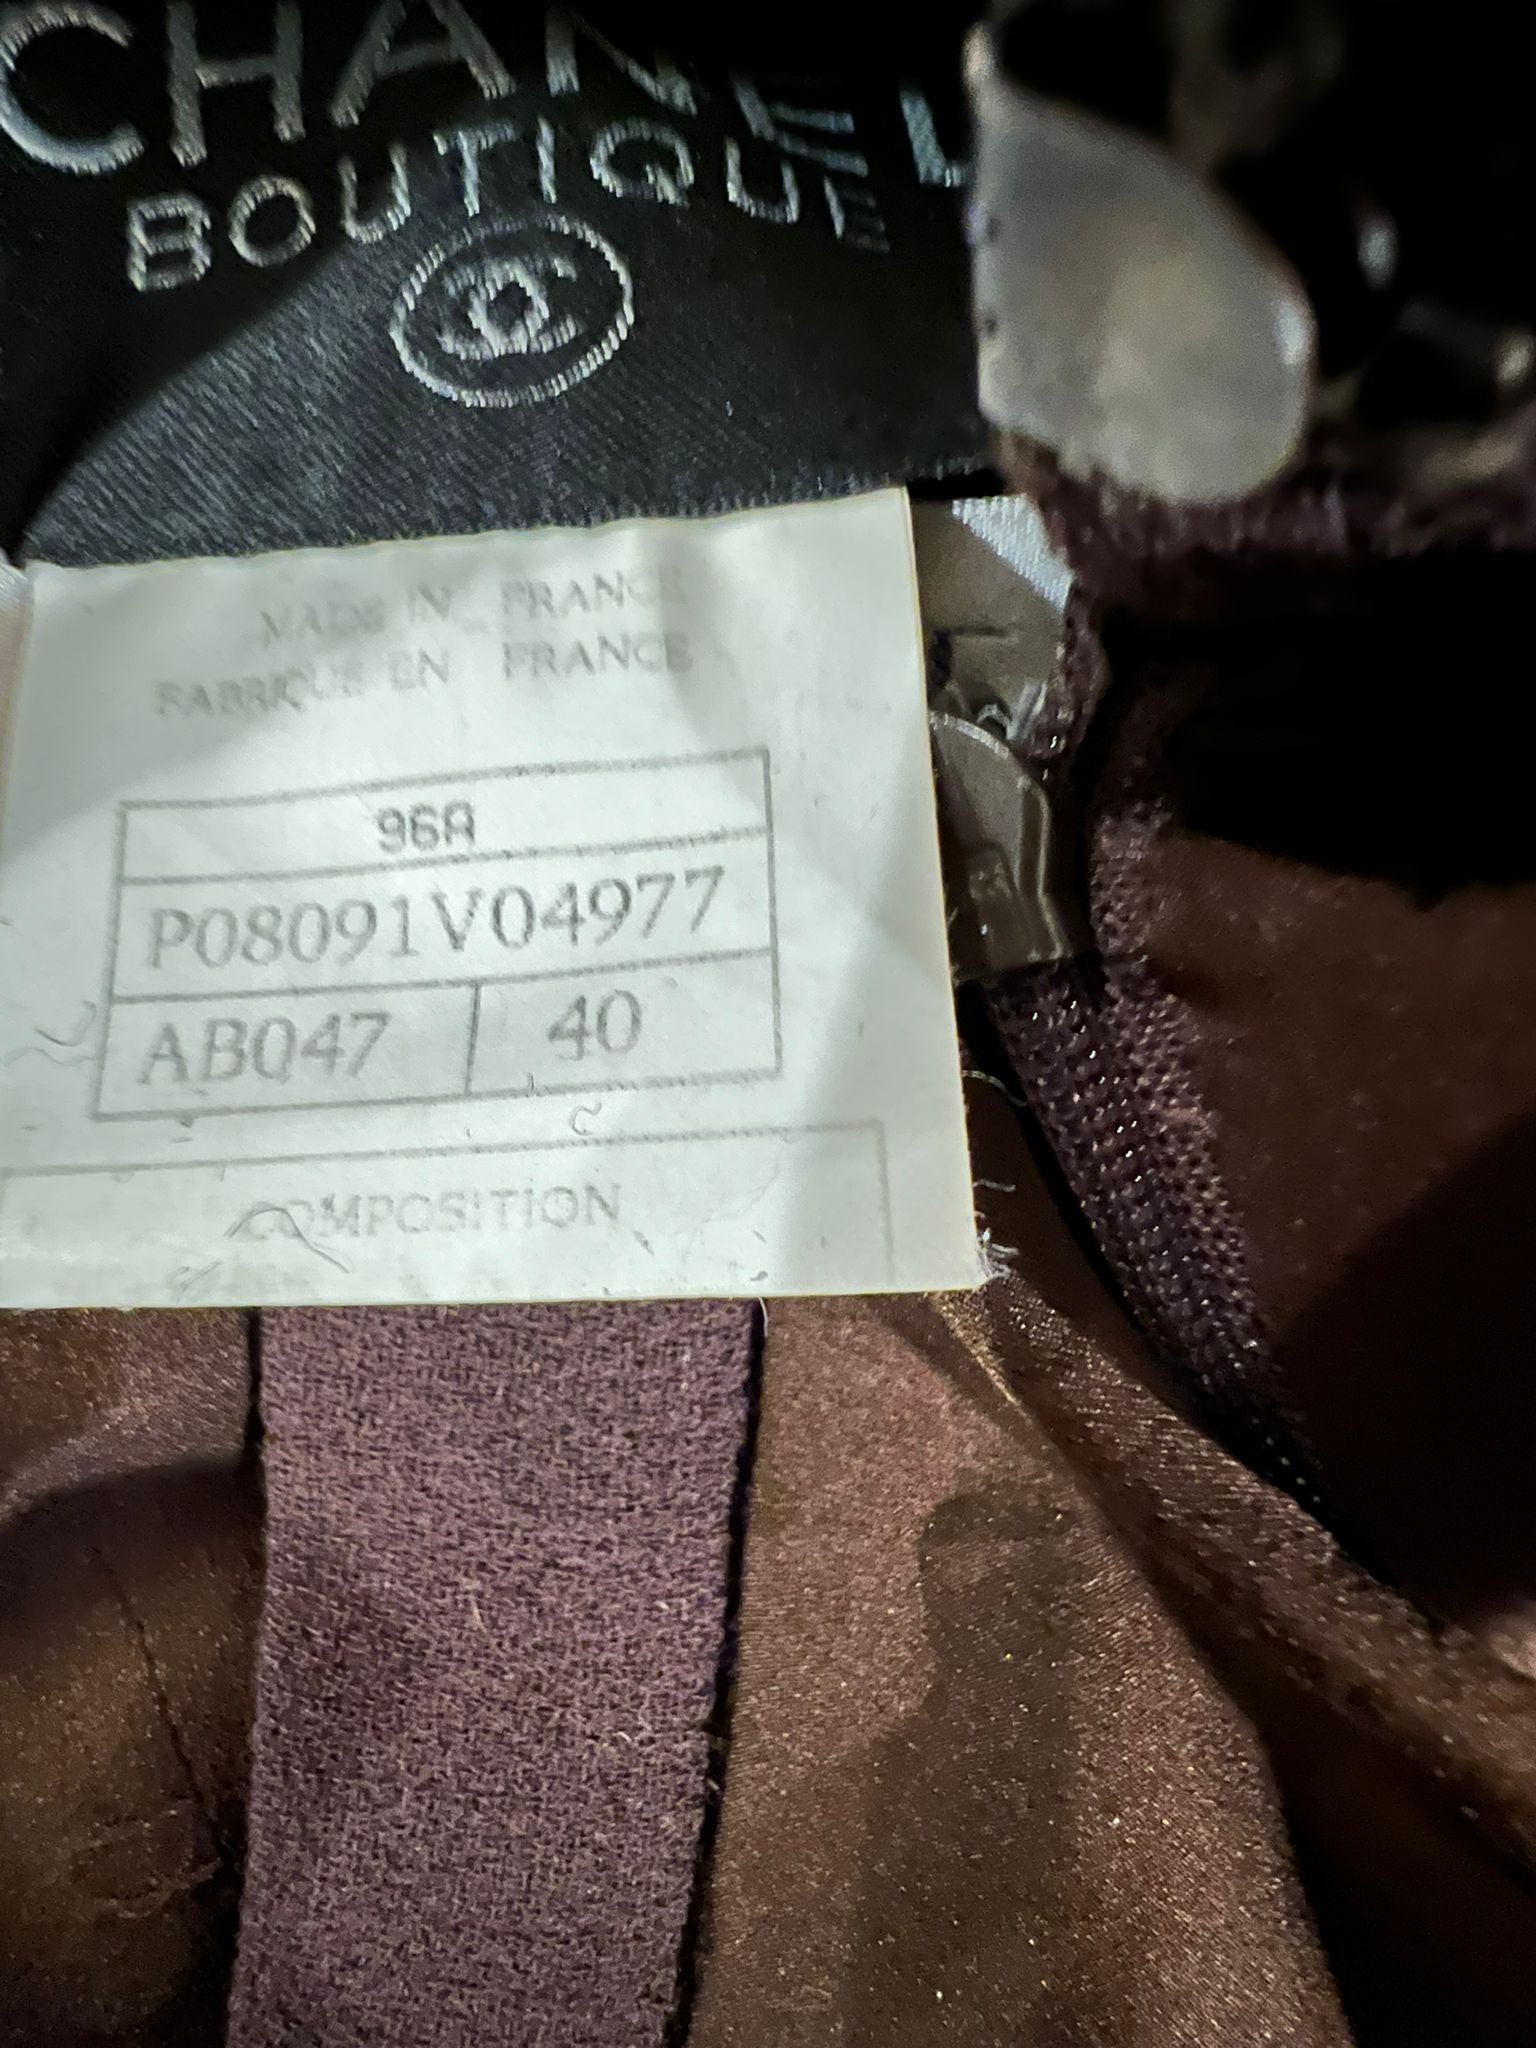 CHANEL
BOUTIQUE
MADE IN FRANCE
FABRIQUE EN FRANCE
96A
P08091V04977
AB047 40
COMPOSITION